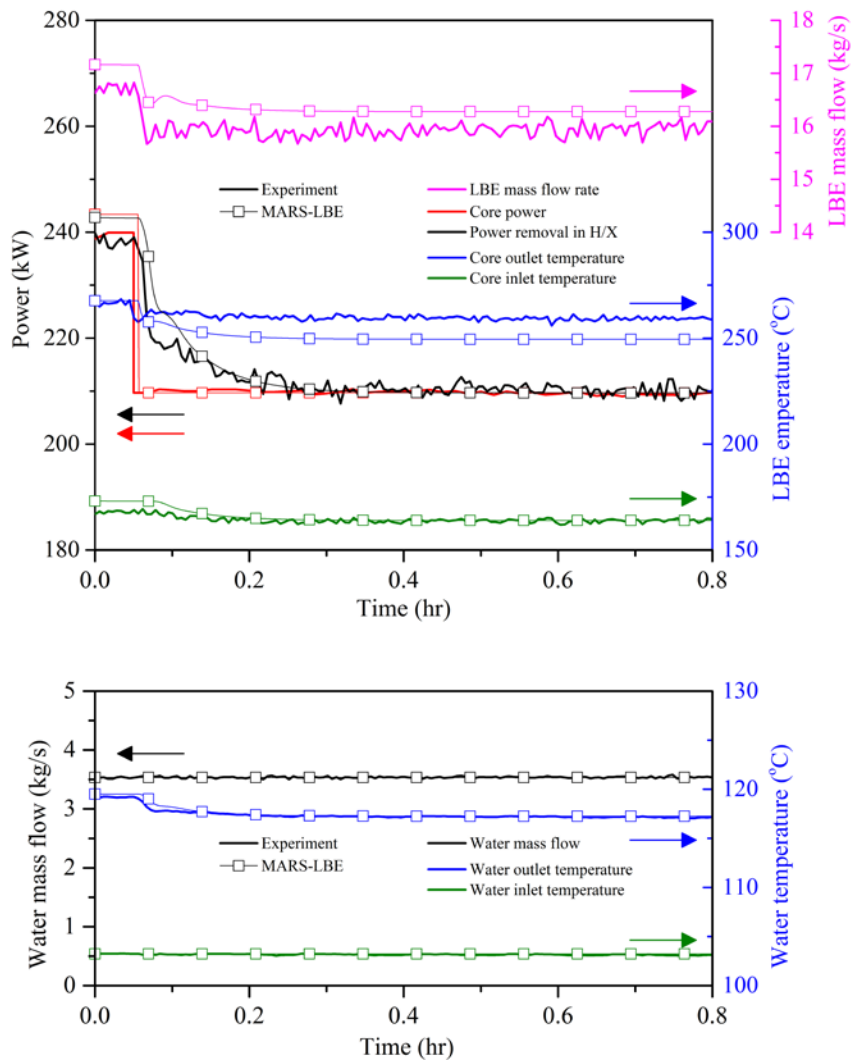 280
260
240
220
200
180
Power (kW)
18
17
16
15
14
LBE mass flow (kg/s)
300
250
200
150
LBE emperature (°C)
Experiment
MARS-LBE
LBE mass flow rate
Core power
Power removal in H/X
Core outlet temperature
Core inlet temperature
0.0 0.2 0.4 0.6 0.8
Time (hr)
5
4
3
2
1
0
Water mass flow (kg/s)
130
120
110
100
Water temperature (°C)
Experiment
MARS-LBE
Water mass flow
Water outlet temperature
Water inlet temperature
0.0 0.2 0.4 0.6 0.8
Time (hr)